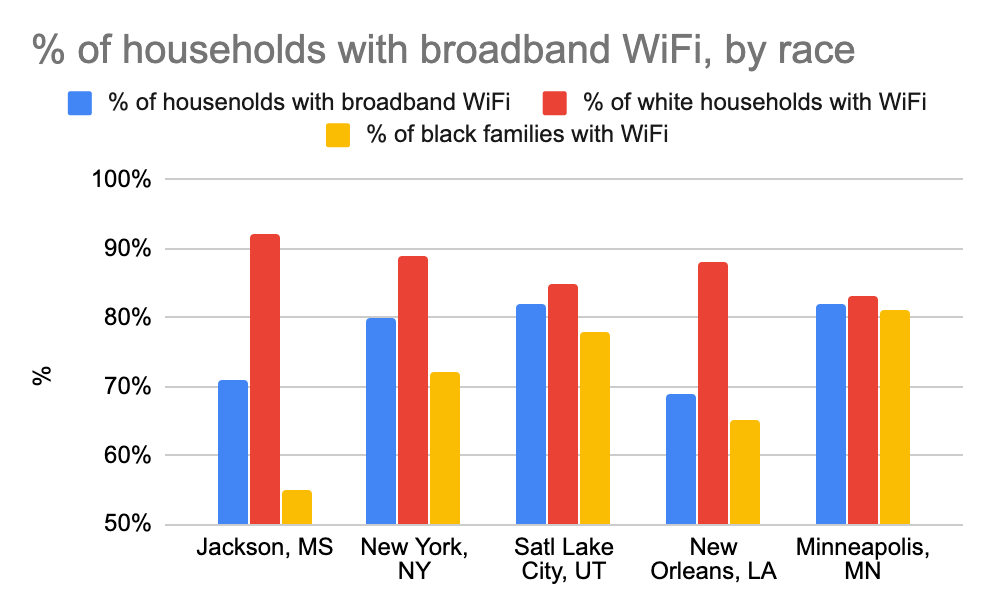 % of households with broadband WiFi, by race
% of housenolds with broadband WiFi
% of white households with WiFi
% of black families with WiFi
100%
90%
80%
70%
60%
50%
%
Jackson, MS
New York,
NY
Satl Lake
City, UT
New
Orleans, LA
Minneapolis,
MN